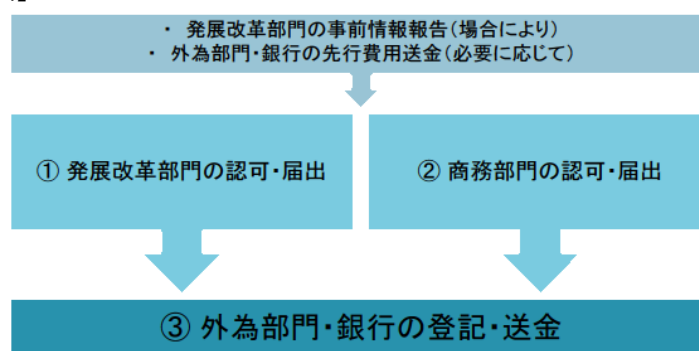 ・ 発展改革部門の事前情報報告(場合により)
・ 外為部門・銀行の先行費用送金(必要に応じて)
① 発展改革部門の認可・届出
② 商務部門の認可・届出
③ 外為部門・銀行の登記・送金